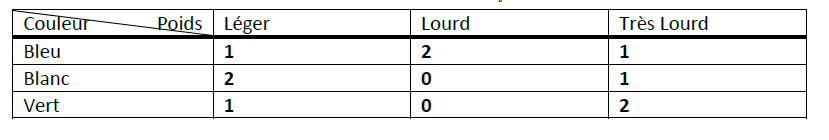 Couleur Poids Léger Lourd Très Lourd
Bleu 1 2 1
Blanc 2 0 1
Vert 1 0 2